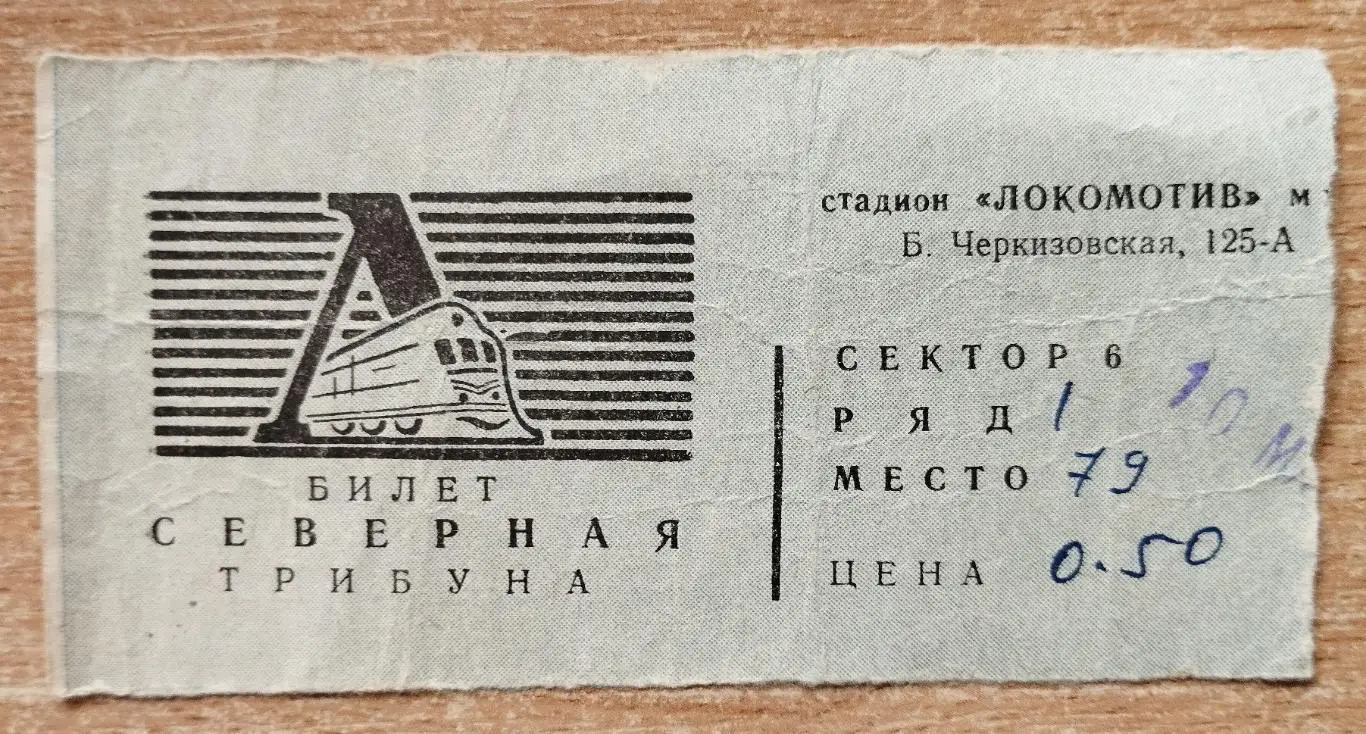 БИЛЕТ
СЕВЕРНАЯ
ТРИБУНА
стадион «ЛОКОМОТИВ» м
Б. Черкизовская, 125-А
СЕКТОР 6
РЯД 1
МЕСТО 79
ЦЕНА 0.50